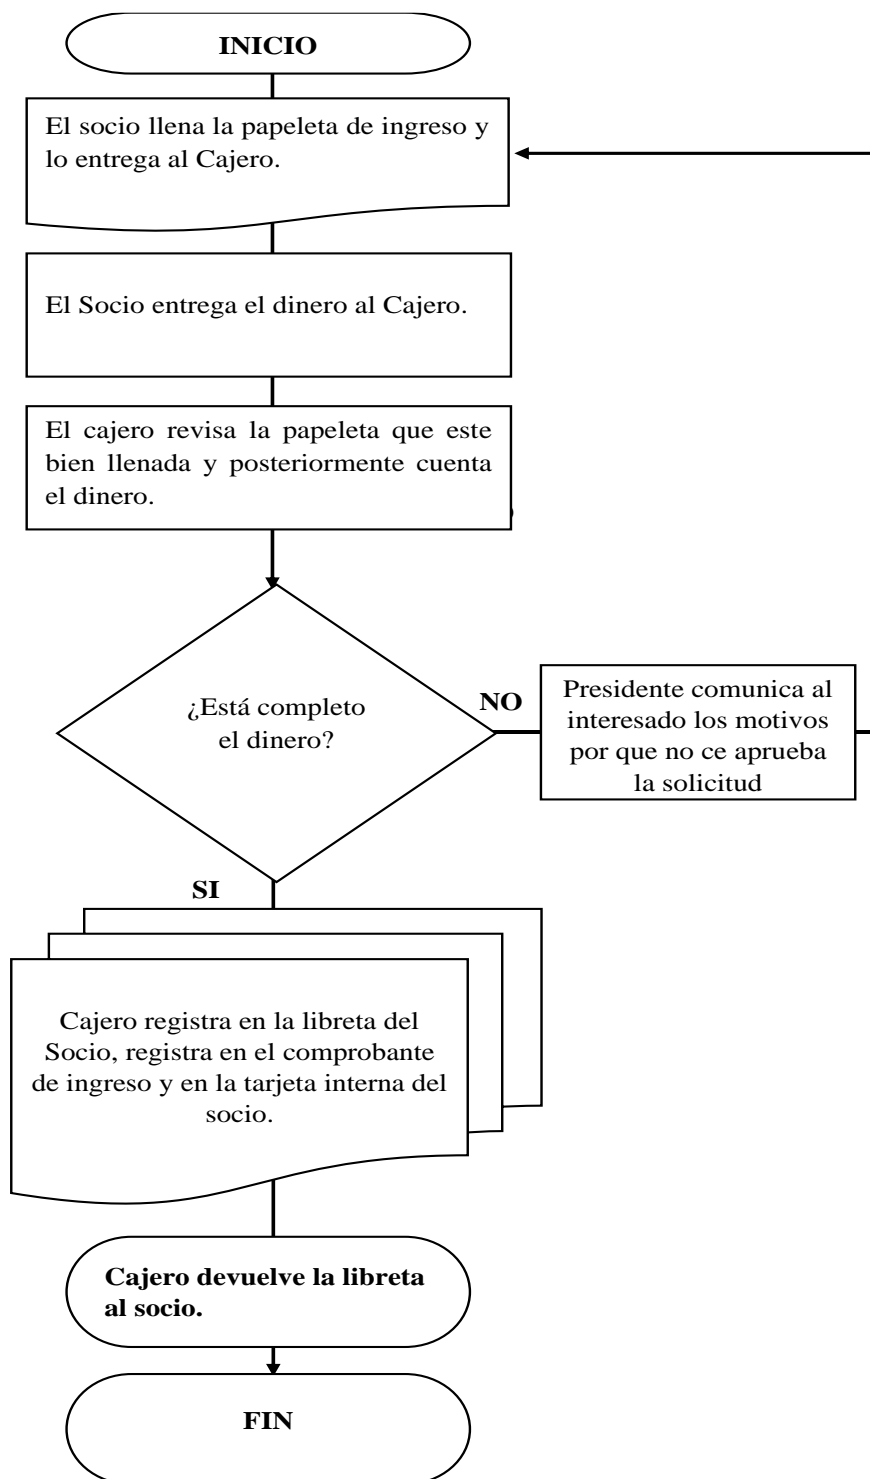 INICIO
El socio llena la papeleta de ingreso y
lo entrega al Cajero.
El Socio entrega el dinero al Cajero.
El cajero revisa la papeleta que este
bien llenada y posteriormente cuenta
el dinero.
¿Está completo
el dinero?
NO
Presidente comunica al
interesado los motivos
por que no ce aprueba
la solicitud
SI
Cajero registra en la libreta del
Socio, registra en el comprobante
de ingreso y en la tarjeta interna del
socio.
Cajero devuelve la libreta
al socio.
FIN